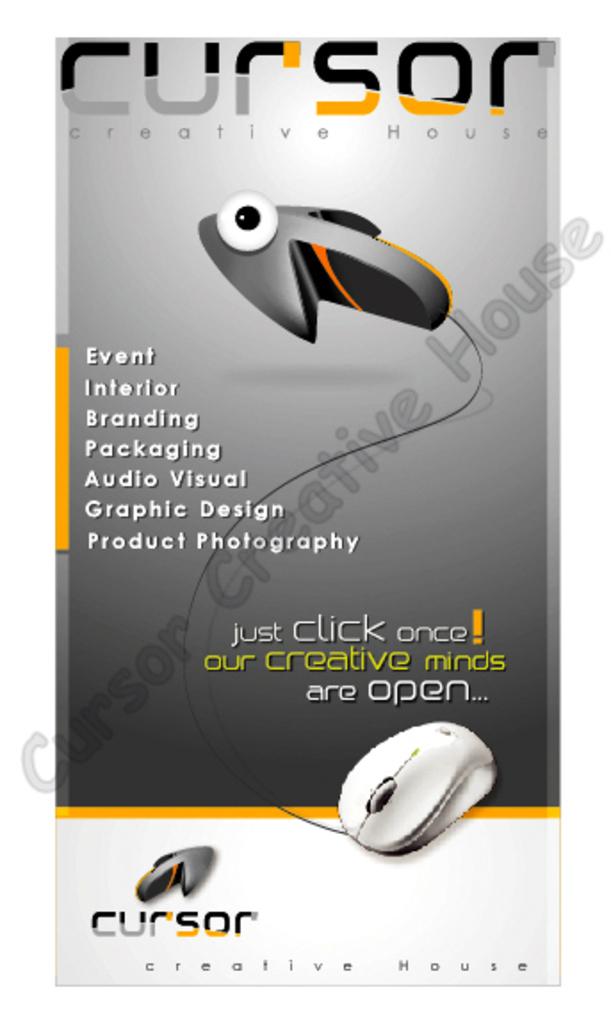 cursor
creative House
Event
Interior
Branding
Packaging
Audio Visual
Graphic Design
Product Photography
Cursor Creative House
just click once!
our creative minds
are open...
cursor
creative House